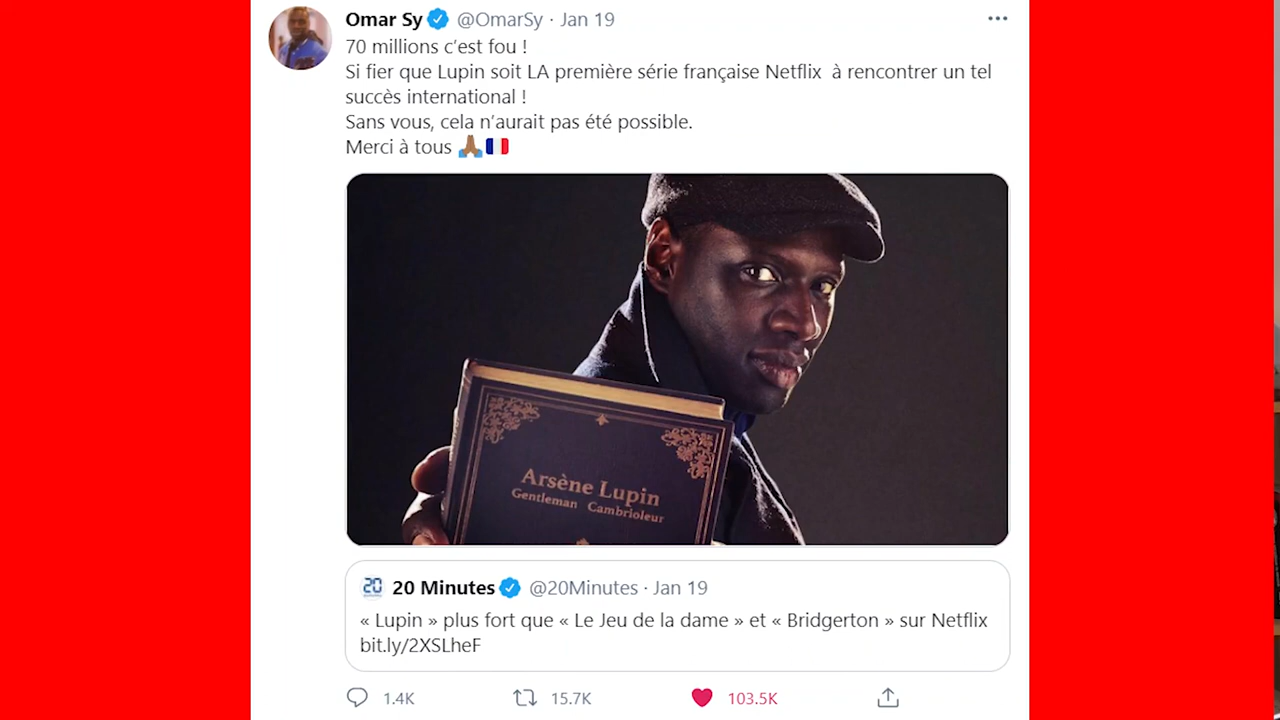 Omar Sy @OmarSy · Jan 19
70 millions c'est fou !
Si fier que Lupin soit LA première série française Netflix à rencontrer un tel
succès international !
Sans vous, cela n'aurait pas été possible.
Merci à tous 🙏🏾🇫🇷
Arsène Lupin
Gentleman Cambrioleur
20 20 Minutes @20Minutes · Jan 19
« Lupin » plus fort que « Le Jeu de la dame » et « Bridgerton » sur Netflix
bit.ly/2XSLheF
1.4K 15.7K 103.5K